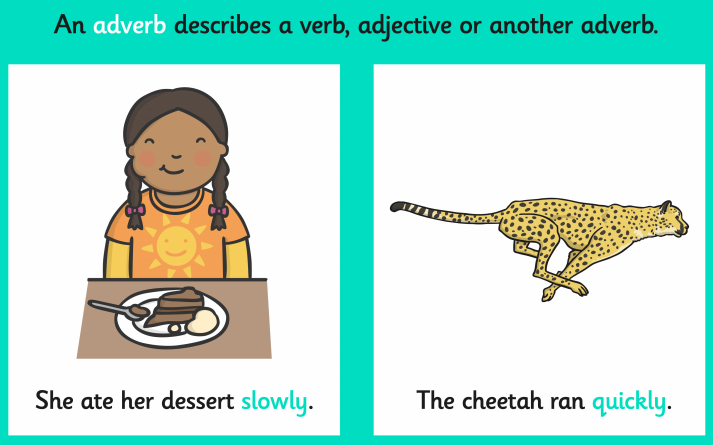 An adverb describes a verb, adjective or another adverb.
She ate her dessert slowly.
The cheetah ran quickly.